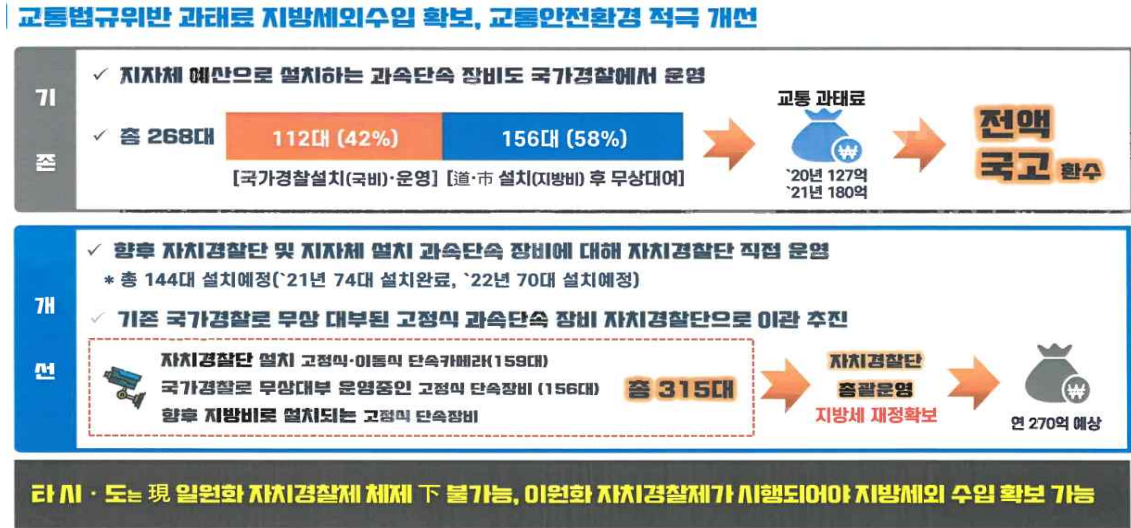 교통법규위반 과태료 지방세외수입 확보, 교통안전환경 적극 개선
기존
✓ 지자체 예산으로 설치하는 과속단속 장비도 국가경찰에서 운영
✓ 총 268대
112대 (42%)
156대 (58%)
[국가경찰설치(국비)·운영] [道·市 설치(지방비) 후 무상대여]
교통 과태료
₩
`20년 127억
`21년 180억
전액
국고 환수
개선
✓ 향후 자치경찰단 및 지자체 설치 과속단속 장비에 대해 자치경찰단 직접 운영
* 총 144대 설치예정(`21년 74대 설치완료, `22년 70대 설치예정)
✓ 기존 국가경찰로 무상 대부된 고정식 과속단속 장비 자치경찰단으로 이관 추진
자치경찰단 설치 고정식·이동식 단속카메라(159대)
국가경찰로 무상대부 운영중인 고정식 단속장비 (156대)
향후 지방비로 설치되는 고정식 단속장비
총 315대
자치경찰단
총괄운영
지방세 재정확보
₩
연 270억 예상
타 시·도는 現 일원화 자치경찰제 체제 下 불가능, 이원화 자치경찰제가 시행되어야 지방세외 수입 확보 가능